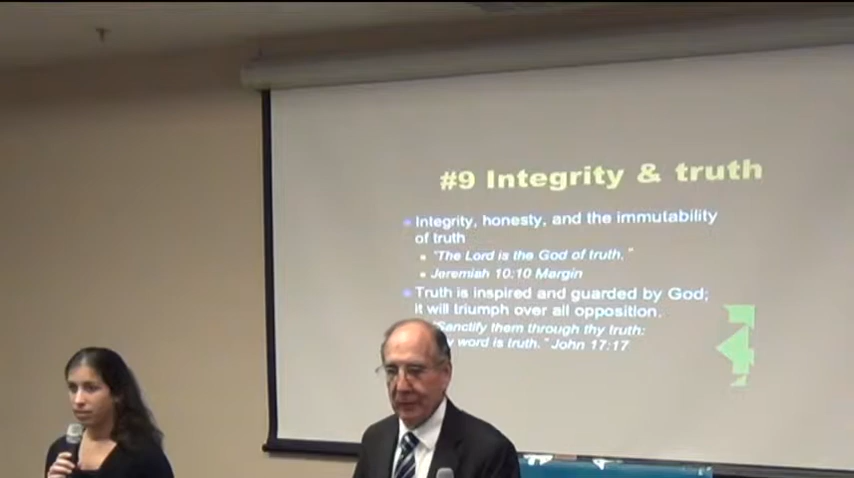 #9 Integrity & truth
Integrity, honesty, and the immutability
of truth
"The Lord is the God of truth."
Jeremiah 10:10 Margin
Truth is inspired and guarded by God;
it will triumph over all opposition.
"Sanctify them through thy truth:
word is truth." John 17:17